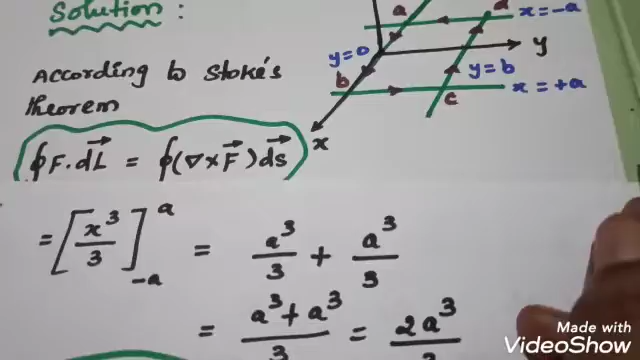 Solution :
a
d
x=-a
y=0
y
b
y=b
c
x=+a
x
According to Stoke's
theorem
∮F.dL⃗ = ∮(∇×F⃗)ds⃗
= [x³/3]ᵃ₋ₐ = a³/3 + a³/3
= a³+a³/3 = 2a³/3
Made with
VideoShow